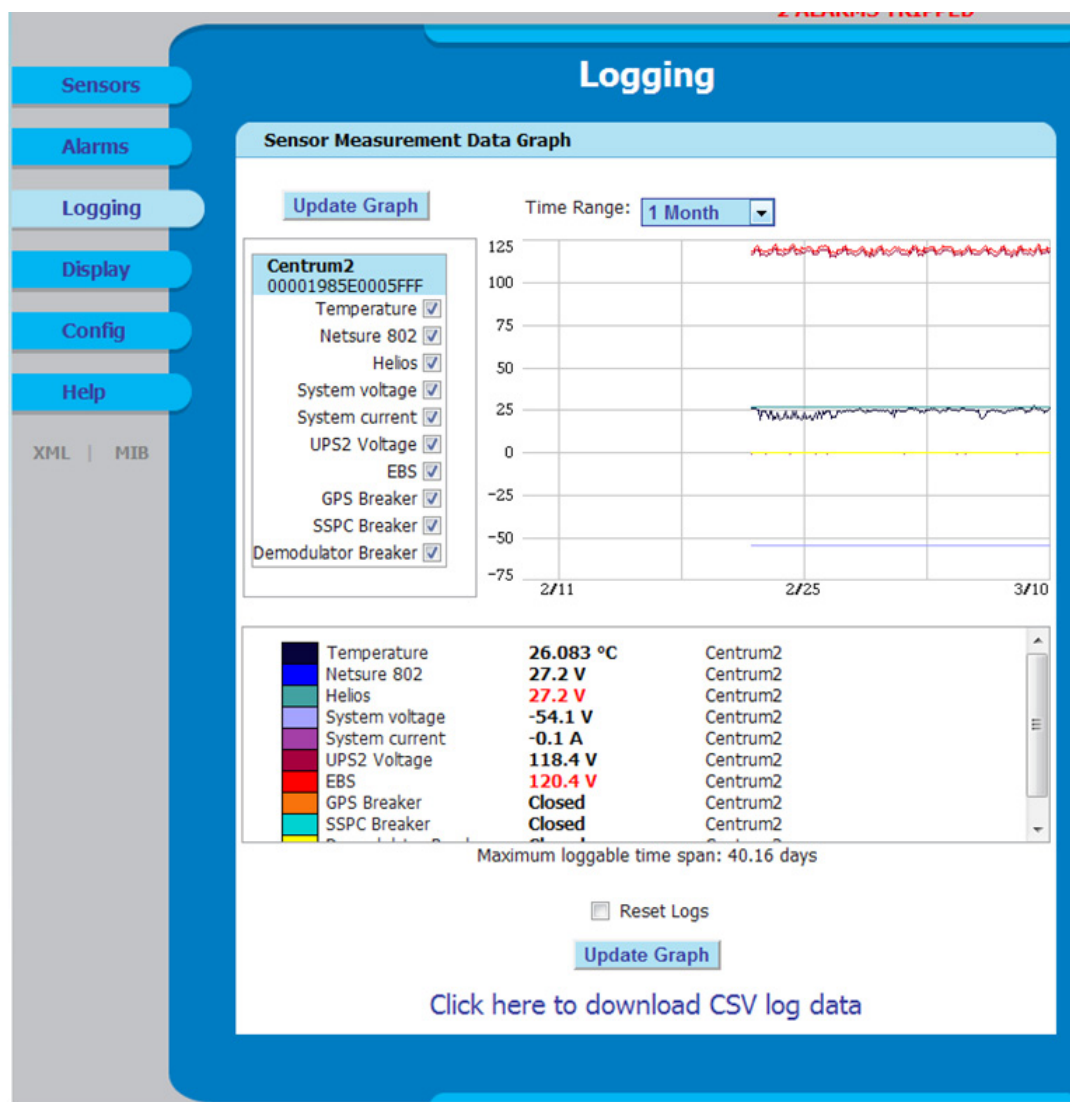 2 ALARMS TRIPPED
Logging
Sensors
Alarms
Logging
Display
Config
Help
XML | MIB
Sensor Measurement Data Graph
Update Graph
Time Range: 1 Month
Centrum2
00001985E0005FFF
Temperature
Netsure 802
Helios
System voltage
System current
UPS2 Voltage
EBS
GPS Breaker
SSPC Breaker
Demodulator Breaker
125
100
75
50
25
0
-25
-50
-75
2/11 2/25 3/10
Temperature 26.083 °C Centrum2
Netsure 802 27.2 V Centrum2
Helios 27.2 V Centrum2
System voltage -54.1 V Centrum2
System current -0.1 A Centrum2
UPS2 Voltage 118.4 V Centrum2
EBS 120.4 V Centrum2
GPS Breaker Closed Centrum2
SSPC Breaker Closed Centrum2
Maximum loggable time span: 40.16 days
Reset Logs
Update Graph
Click here to download CSV log data